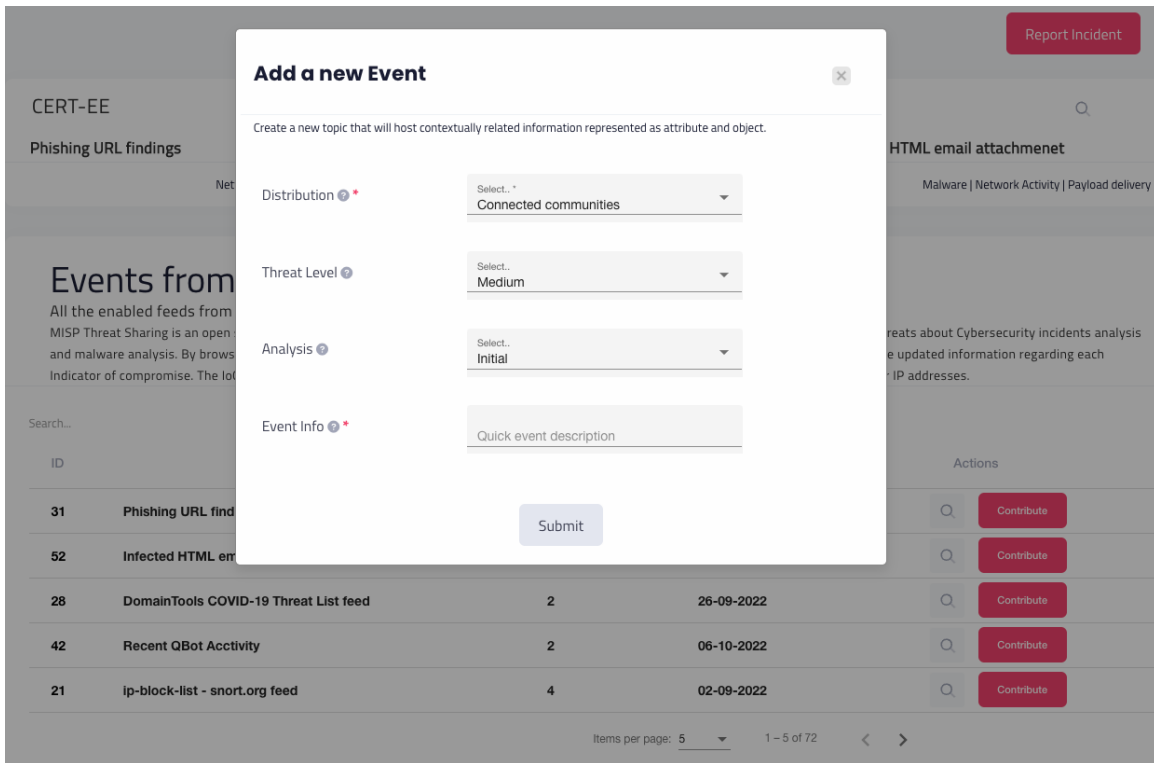 Report Incident
Add a new Event
CERT-EE
Create a new topic that will host contextually related information represented as attribute and object.
Phishing URL findings
HTML email attachmenet
Net
Malware | Network Activity | Payload delivery
Distribution ? *
Select.. *
Connected communities
Threat Level ?
Select..
Medium
Events from
All the enabled feeds from
MISP Threat Sharing is an open
reats about Cybersecurity incidents analysis
and malware analysis. By brows
e updated information regarding each
Indicator of compromise. The Io
IP addresses.
Analysis ?
Select..
Initial
Event Info ? *
Quick event description
Search...
ID
Actions
Submit
31 Phishing URL find Contribute
52 Infected HTML em Contribute
28 DomainTools COVID-19 Threat List feed 2 26-09-2022 Contribute
42 Recent QBot Acctivity 2 06-10-2022 Contribute
21 ip-block-list - snort.org feed 4 02-09-2022 Contribute
Items per page: 5 1 – 5 of 72